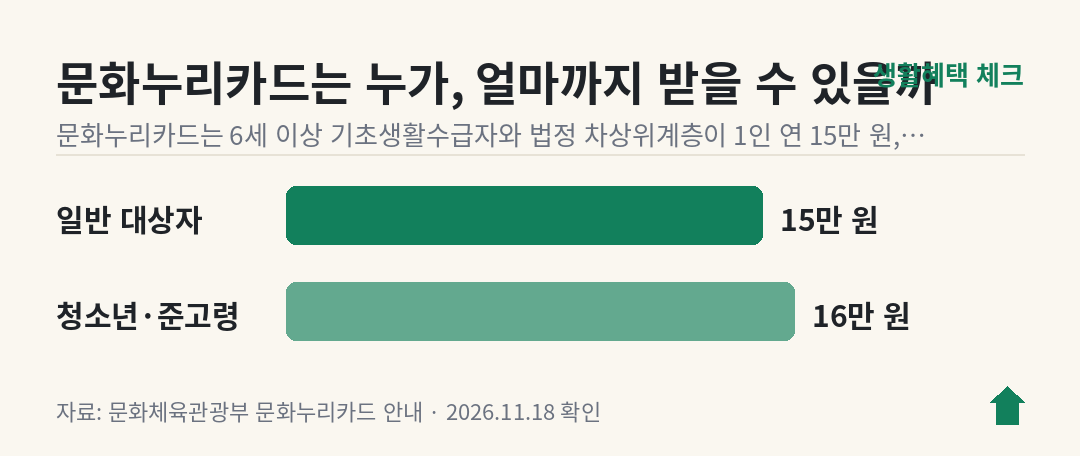 문화누리카드는 누가, 얼마까지 받을 수 있을까
생활혜택 체크
문화누리카드는 6세 이상 기초생활수급자와 법정 차상위계층이 1인 연 15만 원,…
일반 대상자
15만 원
청소년·준고령
16만 원
자료: 문화체육관광부 문화누리카드 안내 · 2026.11.18 확인